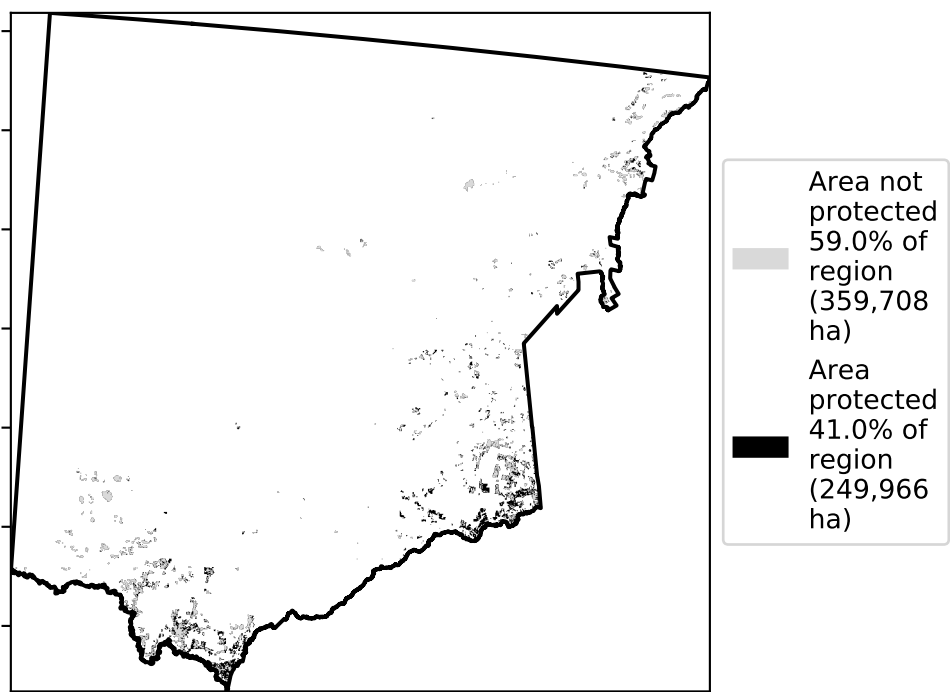 Area not
protected
59.0% of
region
(359,708
ha)
Area
protected
41.0% of
region
(249,966
ha)